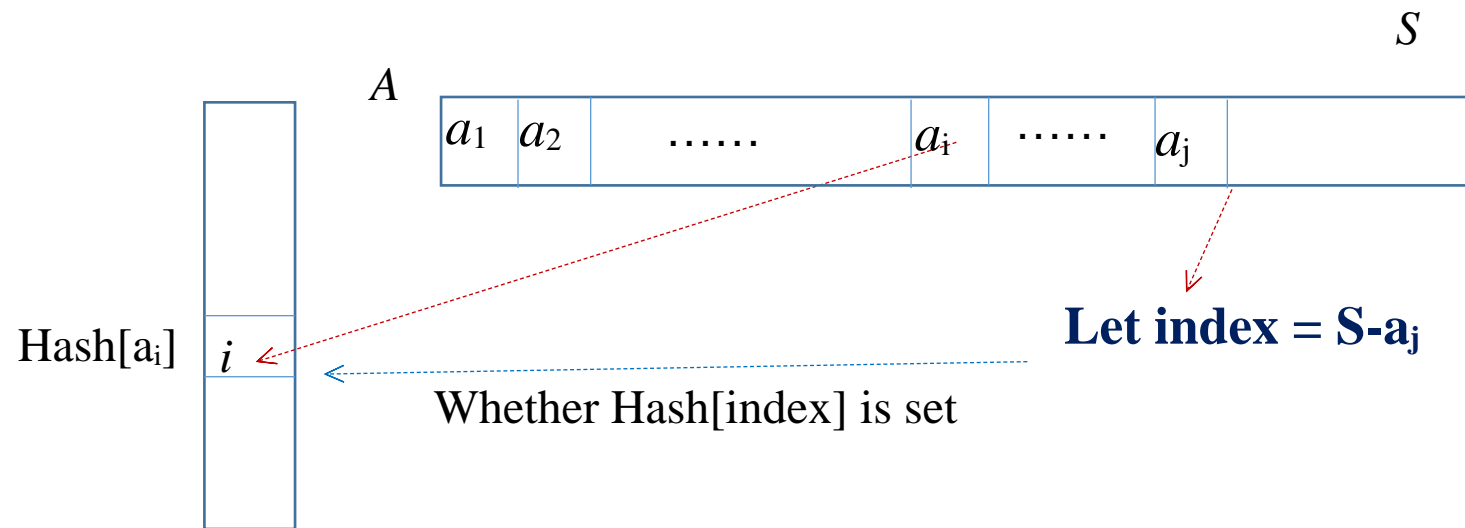 S
A
a₁ a₂ ...... aᵢ ...... aⱼ
Let index = S-aⱼ
Hash[aᵢ] i
Whether Hash[index] is set